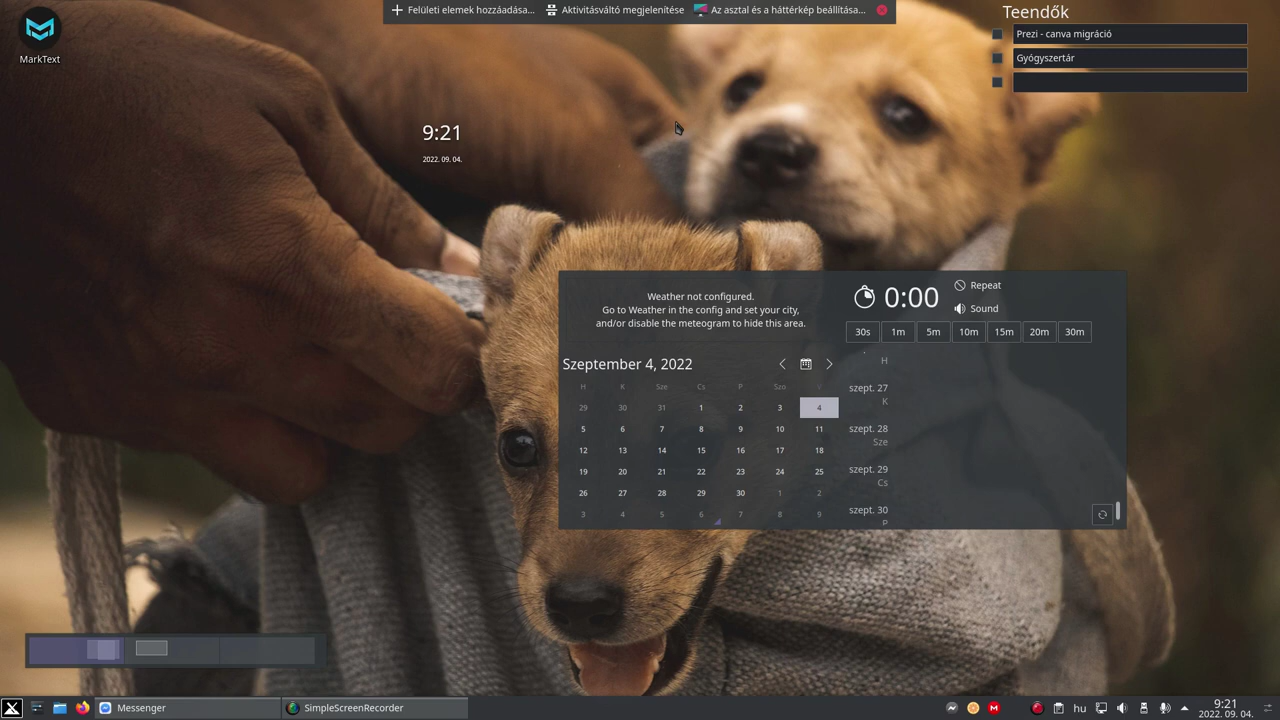 Felületi elemek hozzáadása...
Aktivitásváltó megjelenítése
Az asztal és a háttérkép beállítása...
MarkText
Teendők
Prezi - canva migráció
Gyógyszertár
9:21
2022. 09. 04.
Weather not configured.
Go to Weather in the config and set your city,
and/or disable the meteogram to hide this area.
0:00
Repeat
Sound
30s 1m 5m 10m 15m 20m 30m
Szeptember 4, 2022
H K Sze Cs P Szo v
29 30 31 1 2 3 4
5 6 7 8 9 10 11
12 13 14 15 16 17 18
19 20 21 22 23 24 25
26 27 28 29 30 1 2
3 4 5 6 7 8 9
H
szept. 27
K
szept. 28
Sze
szept. 29
Cs
szept. 30
P
Messenger
SimpleScreenRecorder
hu
9:21
2022. 09. 04.